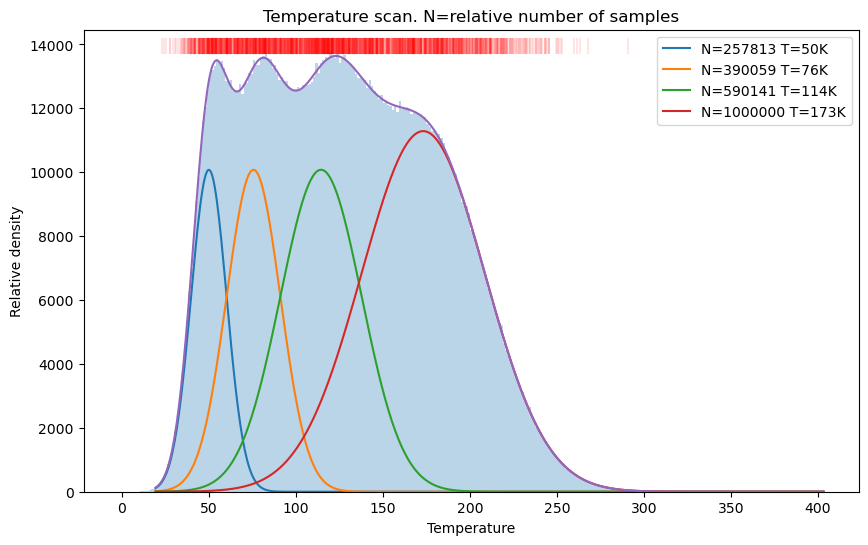 Temperature scan. N=relative number of samples
14000
12000
10000
8000
6000
4000
2000
0
Relative density
N=257813 T=50K
N=390059 T=76K
N=590141 T=114K
N=1000000 T=173K
0 50 100 150 200 250 300 350 400
Temperature